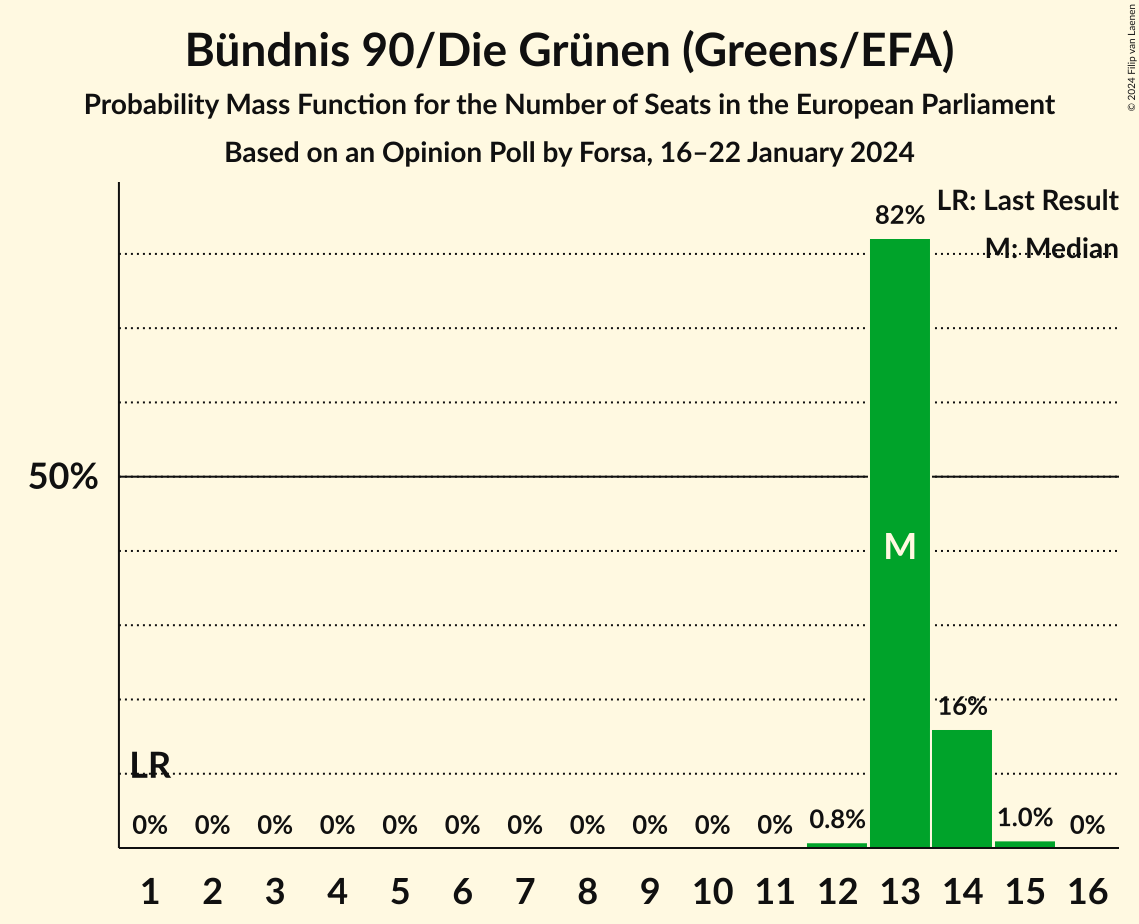 Bündnis 90/Die Grünen (Greens/EFA)
Probability Mass Function for the Number of Seats in the European Parliament
Based on an Opinion Poll by Forsa, 16–22 January 2024
© 2024 Filip van Laenen
LR: Last Result
M: Median
82%
50%
M
16%
LR
0% 0% 0% 0% 0% 0% 0% 0% 0% 0% 0% 0.8% 1.0% 0%
1 2 3 4 5 6 7 8 9 10 11 12 13 14 15 16